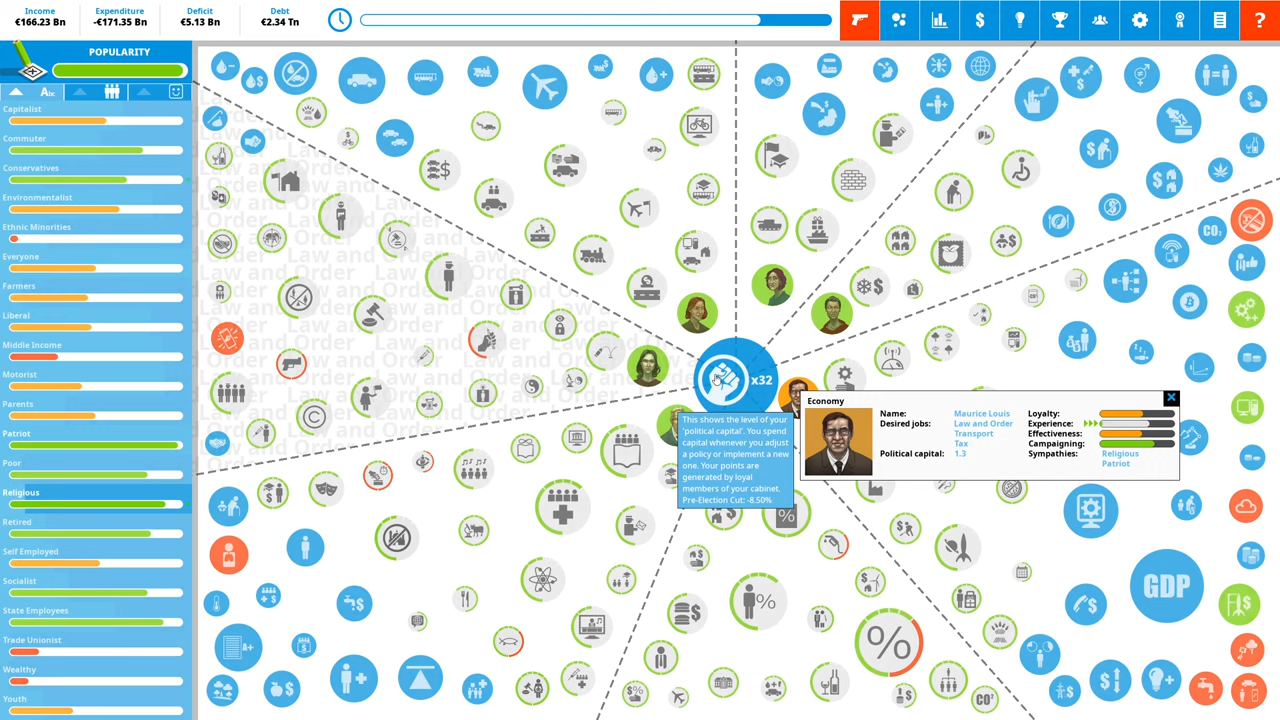 Income
€166.23 Bn
Expenditure
-€171.35 Bn
Deficit
€5.13 Bn
Debt
€2.34 Tn
?
POPULARITY
Abc
Capitalist
Commuter
Conservatives
Environmentalist
Ethnic Minorities
Everyone
Farmers
Liberal
Middle Income
Motorist
Parents
Patriot
Poor
Religious
Retired
Self Employed
Socialist
State Employees
Trade Unionist
Wealthy
Youth
Law and Order
x32
This shows the level of your
'political capital'. You spend
capital whenever you adjust
a policy or implement a new
one. Your points are
generated by loyal
members of your cabinet.
Pre-Election Cut: -8.50%
Economy
Name:
Maurice Louis
Desired jobs:
Law and Order
Transport
Tax
Political capital:
1.3
Loyalty:
Experience:
Effectiveness:
Campaigning:
Sympathies:
Religious
Patriot
CO₂
GDP
CO²